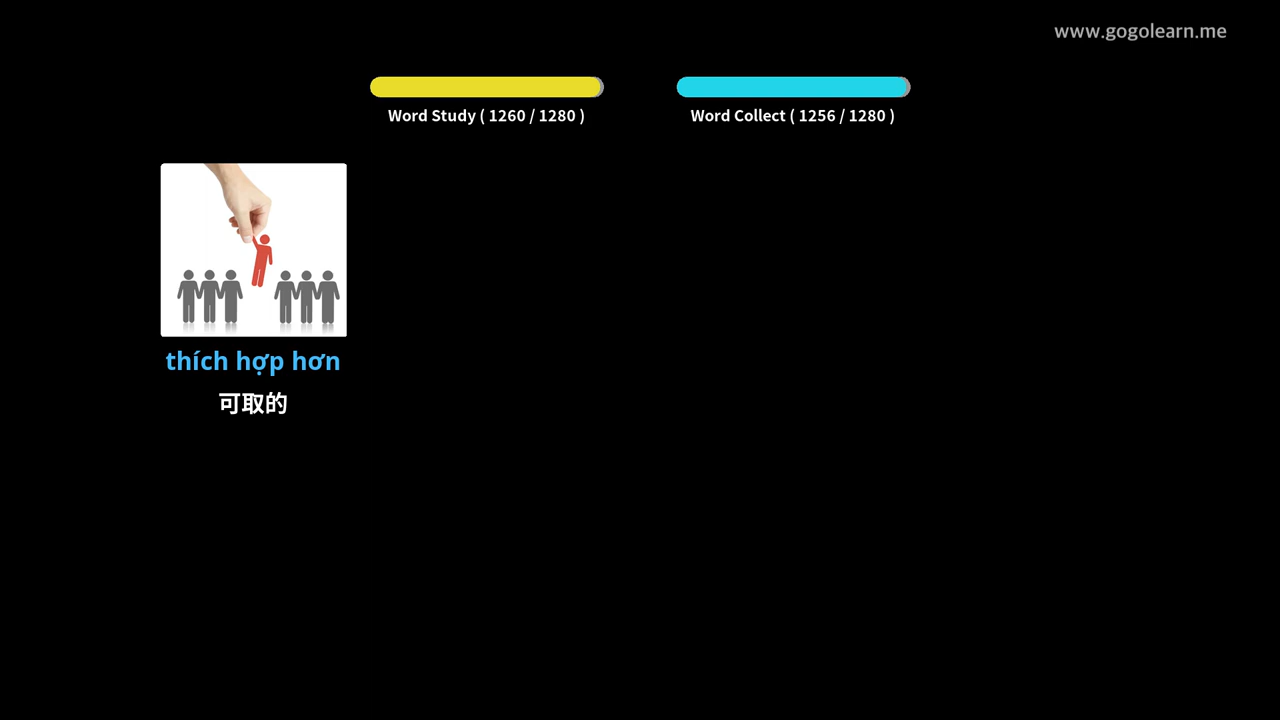 www.gogolearn.me
Word Study ( 1260 / 1280 )
Word Collect ( 1256 / 1280 )
thích hợp hơn
可取的